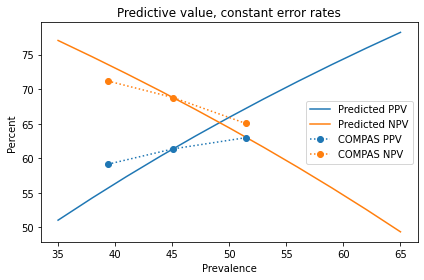 Predictive value, constant error rates
Percent
75
70
65
60
55
50
Predicted PPV
Predicted NPV
COMPAS PPV
COMPAS NPV
35 40 45 50 55 60 65
Prevalence